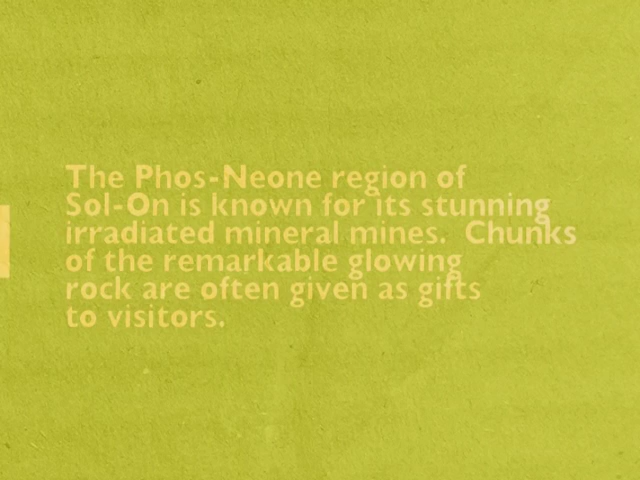 The Phos-Neone region of
Sol-On is known for its stunning
irradiated mineral mines.  Chunks
of the remarkable glowing
rock are often given as gifts
to visitors.